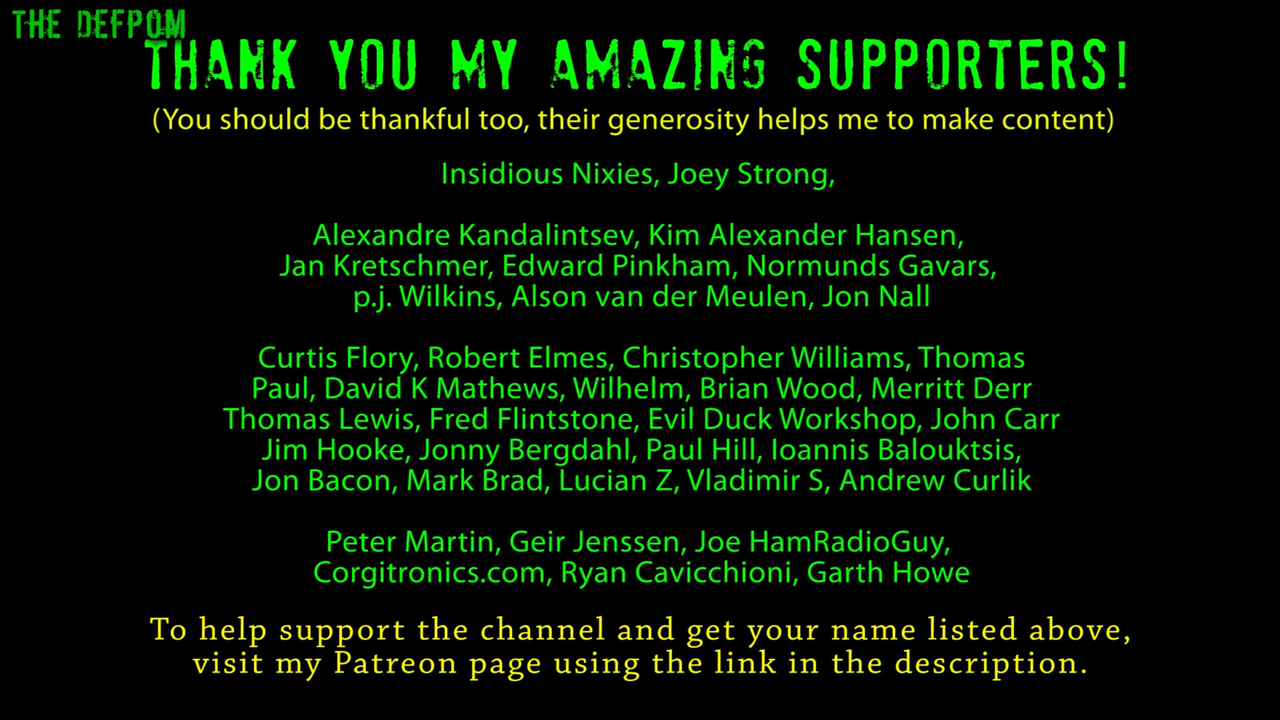 THE DEFPOM
THANK YOU MY AMAZING SUPPORTERS!
(You should be thankful too, their generosity helps me to make content)
Insidious Nixies, Joey Strong,
Alexandre Kandalintsev, Kim Alexander Hansen,
Jan Kretschmer, Edward Pinkham, Normunds Gavars,
p.j. Wilkins, Alson van der Meulen, Jon Nall
Curtis Flory, Robert Elmes, Christopher Williams, Thomas
Paul, David K Mathews, Wilhelm, Brian Wood, Merritt Derr
Thomas Lewis, Fred Flintstone, Evil Duck Workshop, John Carr
Jim Hooke, Jonny Bergdahl, Paul Hill, Ioannis Balouktsis,
Jon Bacon, Mark Brad, Lucian Z, Vladimir S, Andrew Curlik
Peter Martin, Geir Jenssen, Joe HamRadioGuy,
Corgitronics.com, Ryan Cavicchioni, Garth Howe
To help support the channel and get your name listed above,
visit my Patreon page using the link in the description.